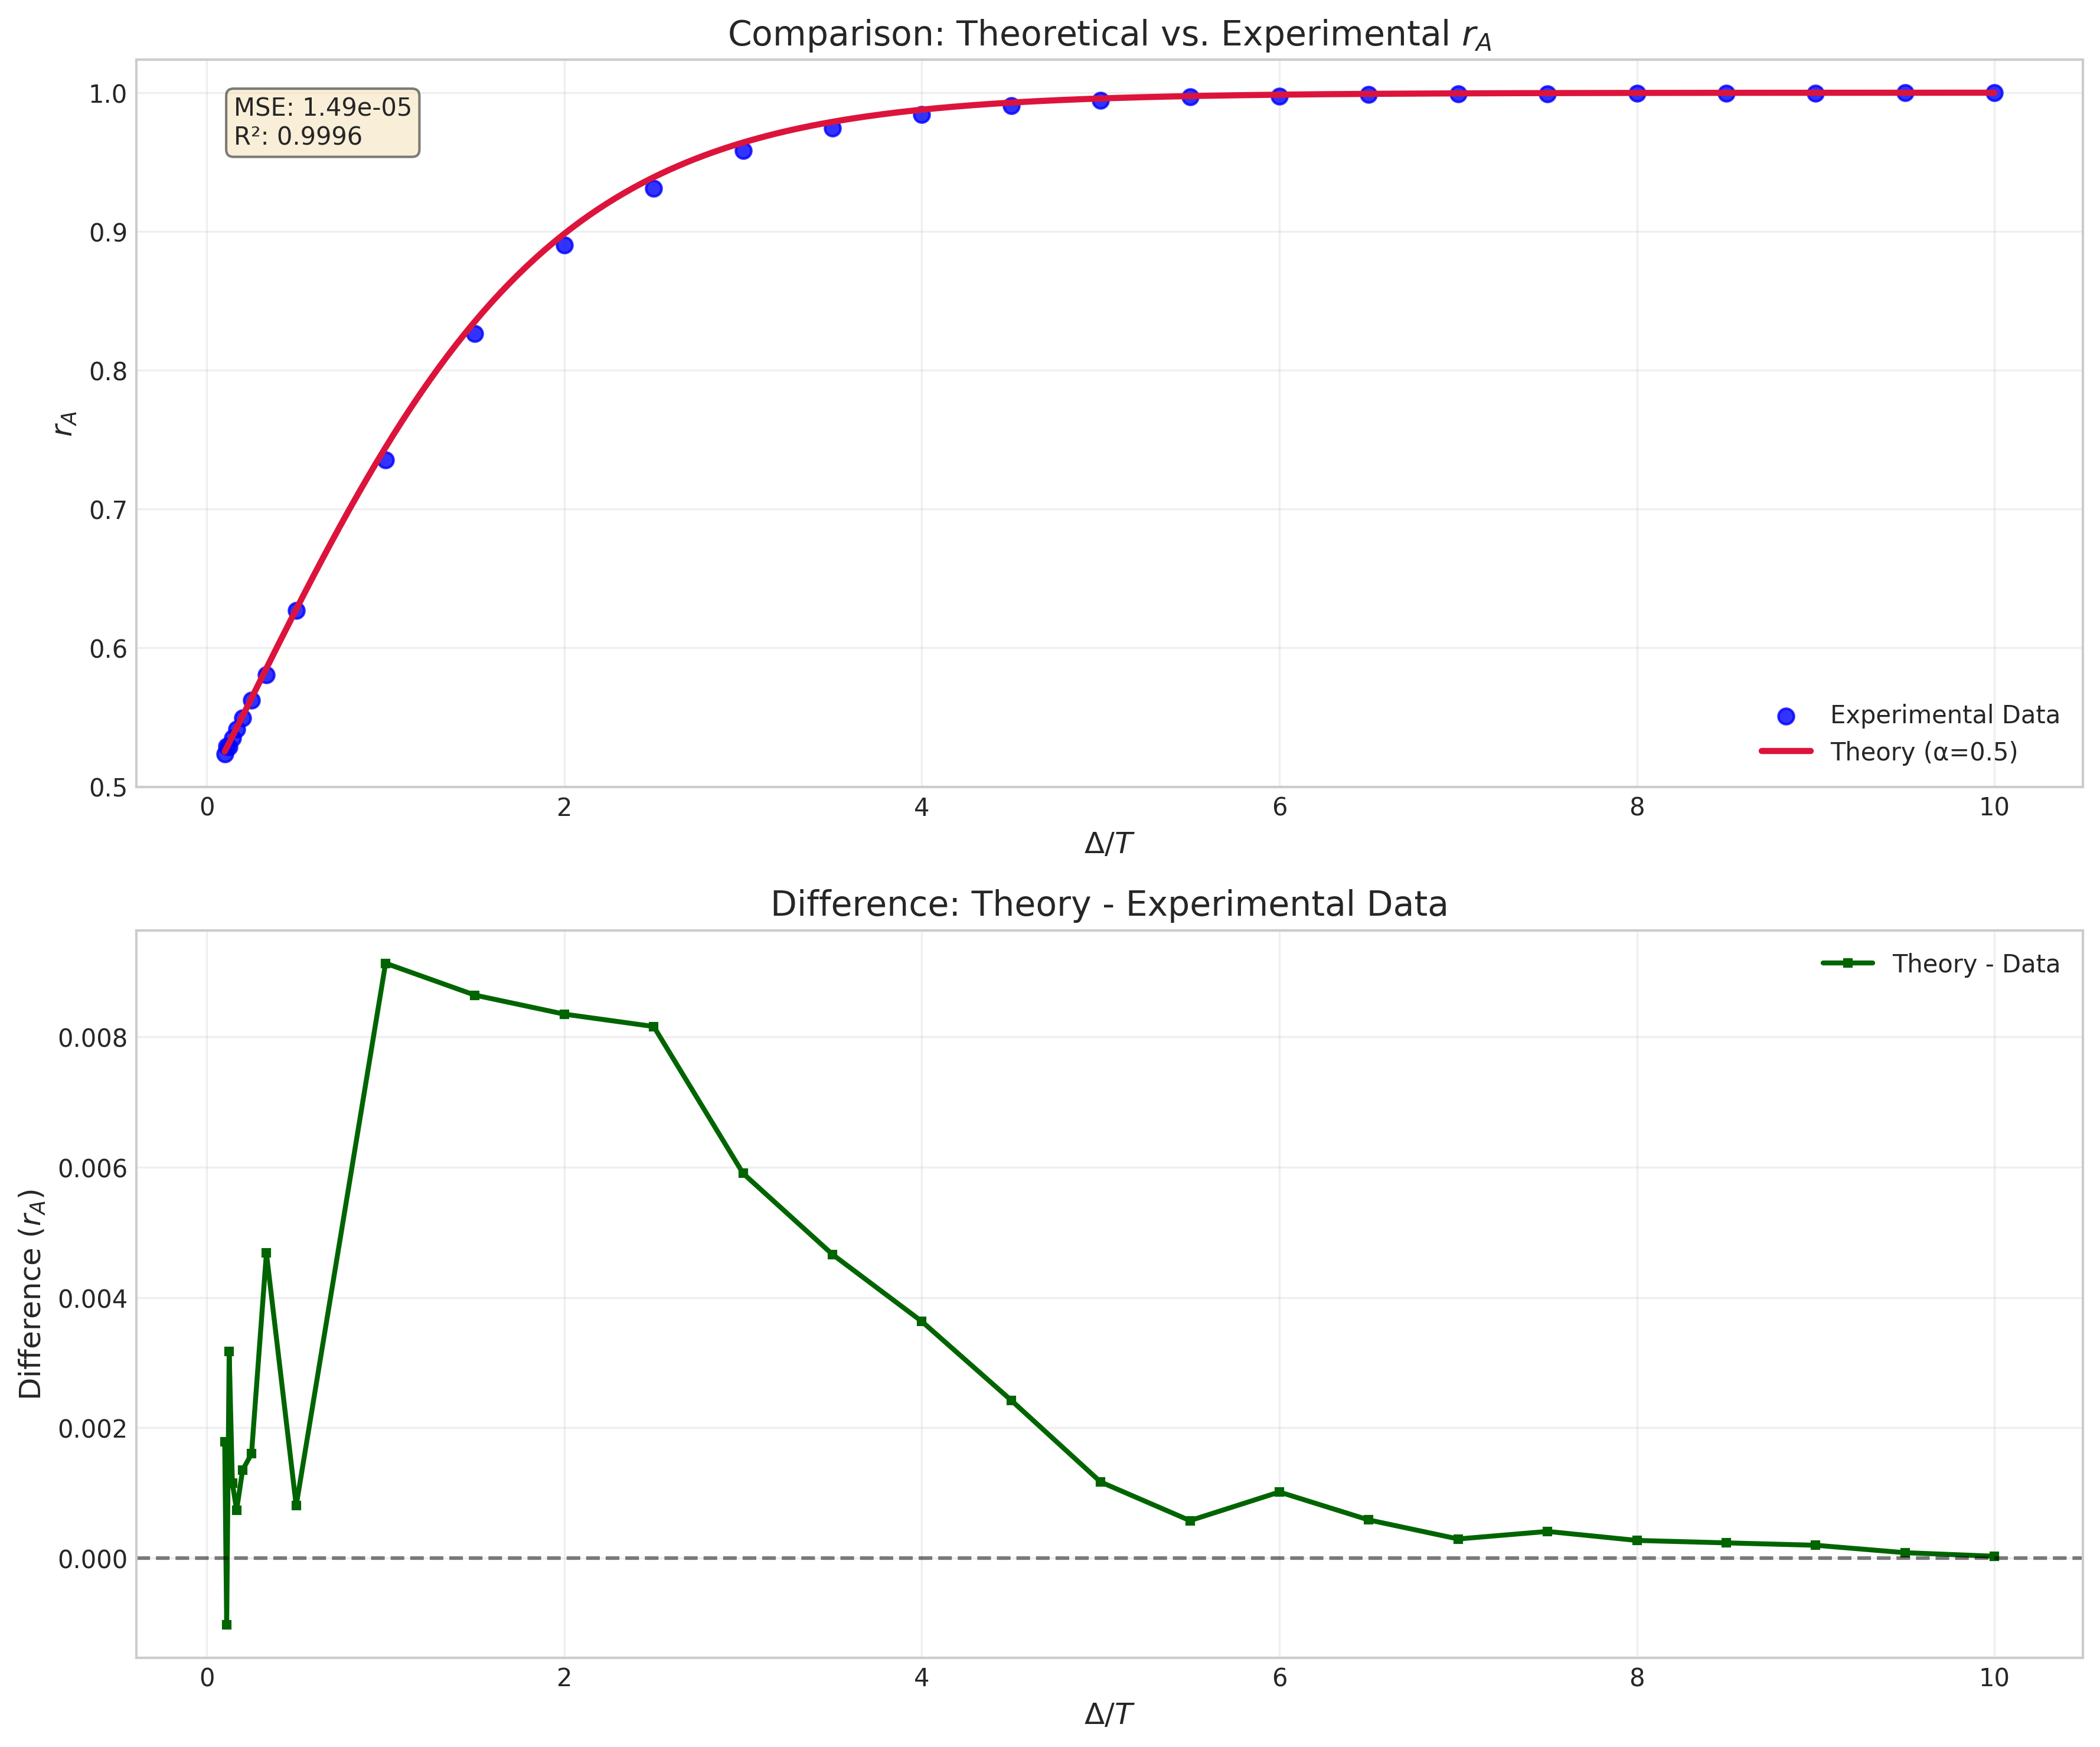 Comparison: Theoretical vs. Experimental r_A
MSE: 1.49e-05
R²: 0.9996
1.0
0.9
0.8
0.7
0.6
0.5
r_A
Experimental Data
Theory (α=0.5)
0 2 4 6 8 10
Δ/T
Difference: Theory - Experimental Data
Theory - Data
0.008
0.006
0.004
0.002
0.000
Difference (r_A)
0 2 4 6 8 10
Δ/T